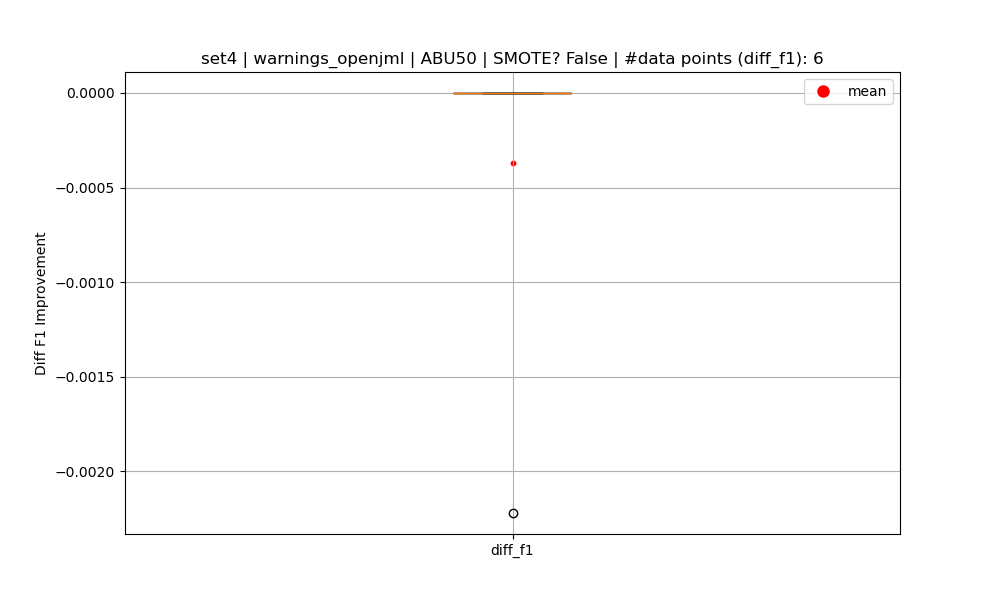 set4 | warnings_openjml | ABU50 | SMOTE? False | #data points (diff_f1): 6
mean
0.0000
−0.0005
−0.0010
−0.0015
−0.0020
Diff F1 Improvement
diff_f1